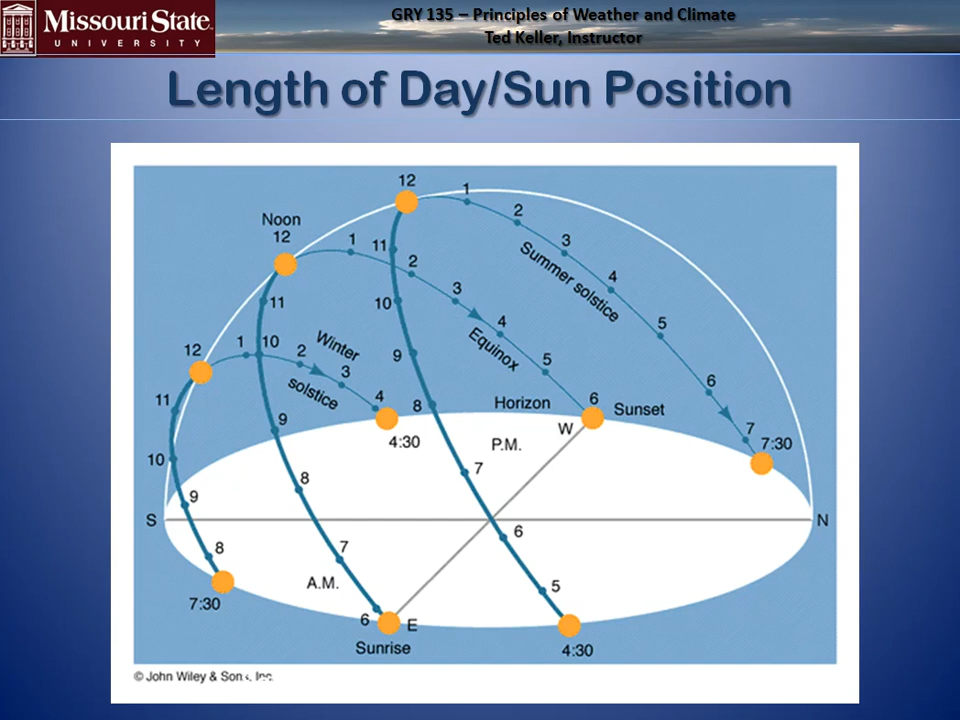 Missouri State
UNIVERSITY
GRY 135 – Principles of Weather and Climate
Ted Keller, Instructor
Length of Day/Sun Position
12
1
2
3
4
5
6
7
7:30
Summer solstice
Noon
12
1
2
3
4
5
6
Equinox
Sunset
W
Horizon
12
1
2
3
4
4:30
Winter
solstice
P.M.
11
10
9
8
7
6
5
4:30
11
10
9
8
7
6
E
Sunrise
A.M.
11
10
9
8
7:30
S
N
© John Wiley & Sons, Inc.